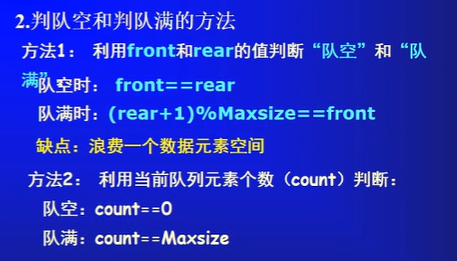 2.判队空和判队满的方法
方法1： 利用front和rear的值判断“队空”和“队
满”
队空时： front==rear
队满时：(rear+1)%Maxsize==front
缺点：浪费一个数据元素空间
方法2： 利用当前队列元素个数（count）判断：
队空：count==0
队满：count==Maxsize